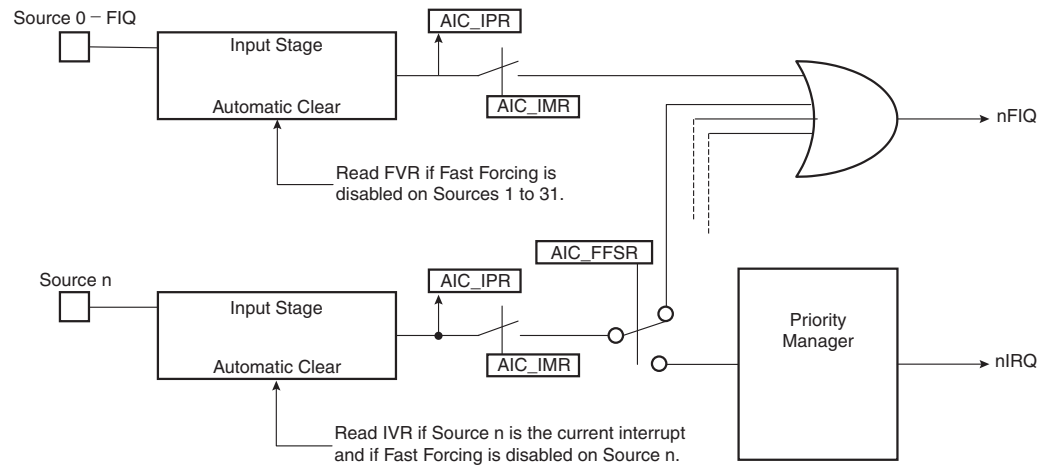 Source 0 – FIQ
AIC_IPR
Input Stage
Automatic Clear
AIC_IMR
nFIQ
Read FVR if Fast Forcing is
disabled on Sources 1 to 31.
AIC_FFSR
Source n
AIC_IPR
Input Stage
Priority
Manager
Automatic Clear
AIC_IMR
nIRQ
Read IVR if Source n is the current interrupt
and if Fast Forcing is disabled on Source n.